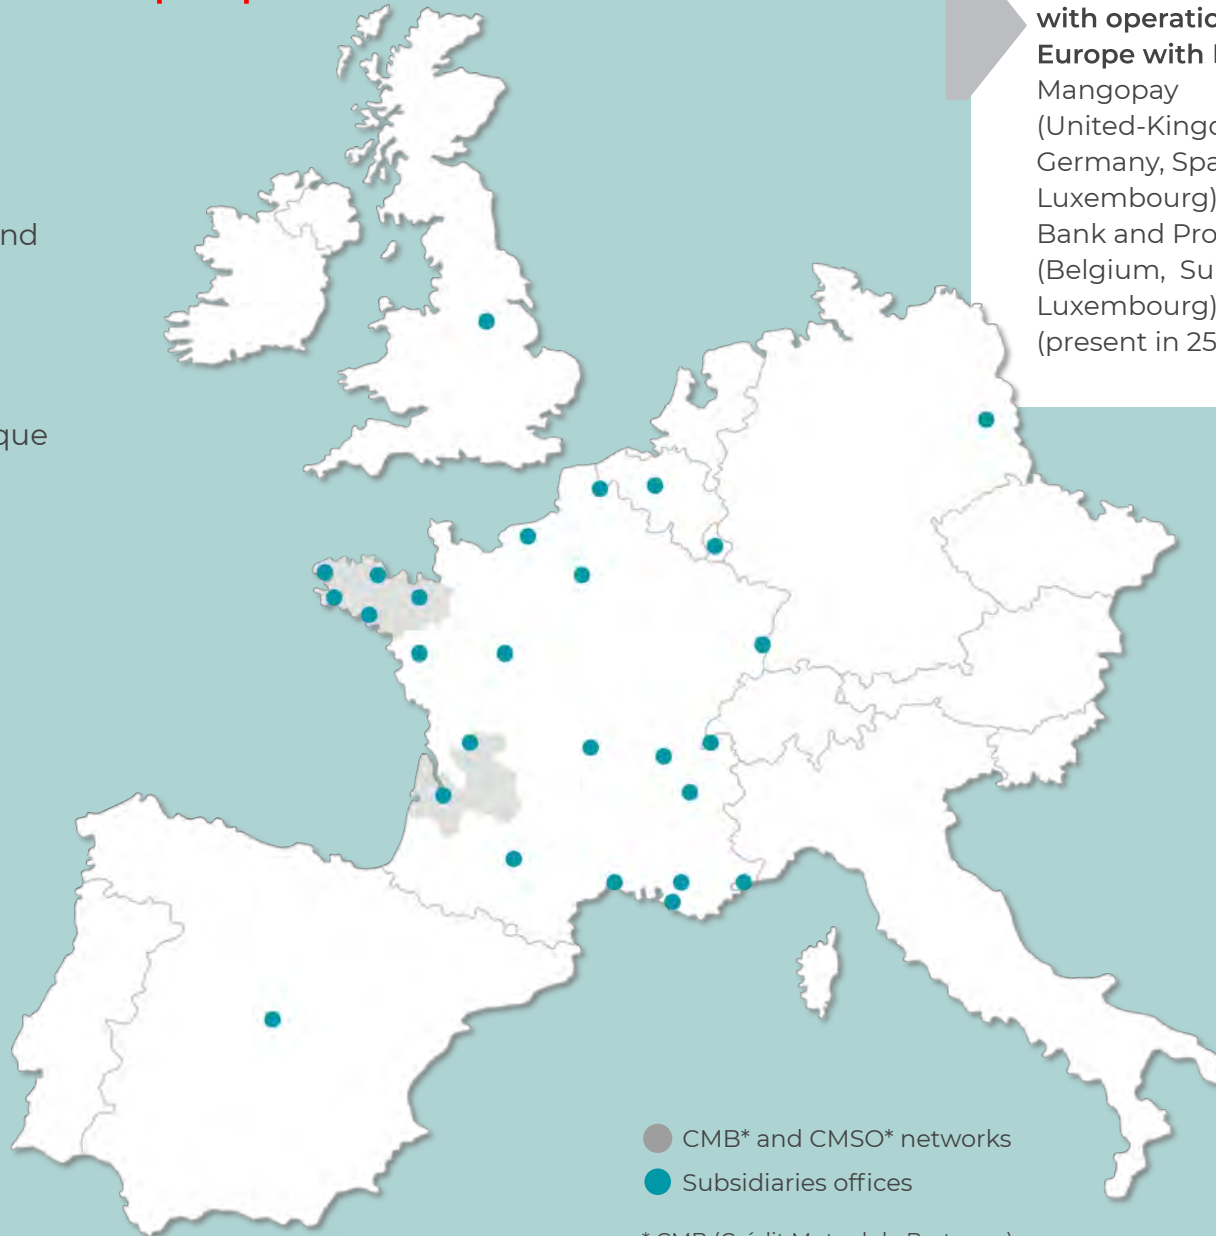 nd
que
with operatio
Europe with
Mangopay
(United-Kingd
Germany, Spa
Luxembourg)
Bank and Pro
(Belgium, Su
Luxembourg)
(present in 25
CMB* and CMSO* networks
Subsidiaries offices